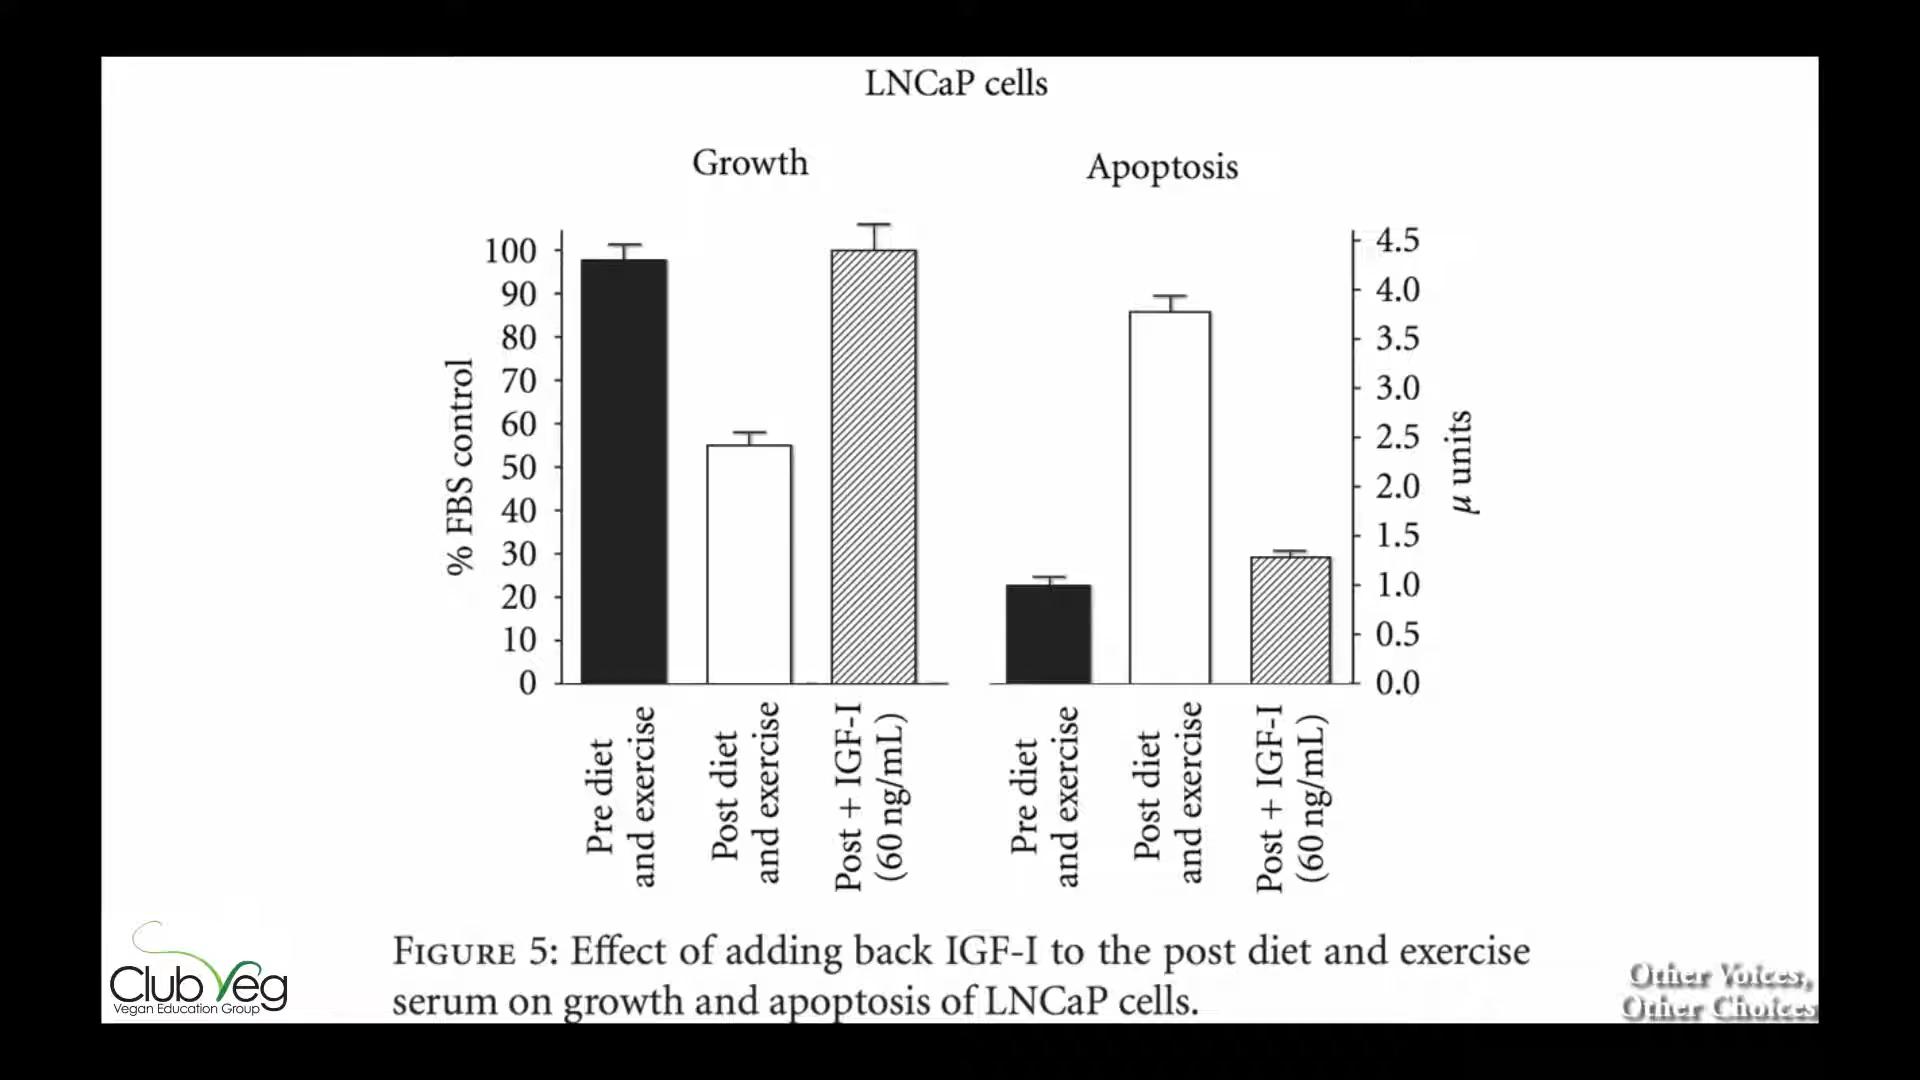 LNCaP cells
Growth
Apoptosis
% FBS control
100
90
80
70
60
50
40
30
20
10
0
4.5
4.0
3.5
3.0
2.5
2.0
1.5
1.0
0.5
0.0
μ units
Pre diet
and exercise
Post diet
and exercise
Post + IGF-I
(60 ng/mL)
Pre diet
and exercise
Post diet
and exercise
Post + IGF-I
(60 ng/mL)
FIGURE 5: Effect of adding back IGF-I to the post diet and exercise
serum on growth and apoptosis of LNCaP cells.
Club Veg
Vegan Education Group
Other Voices,
Other Choices